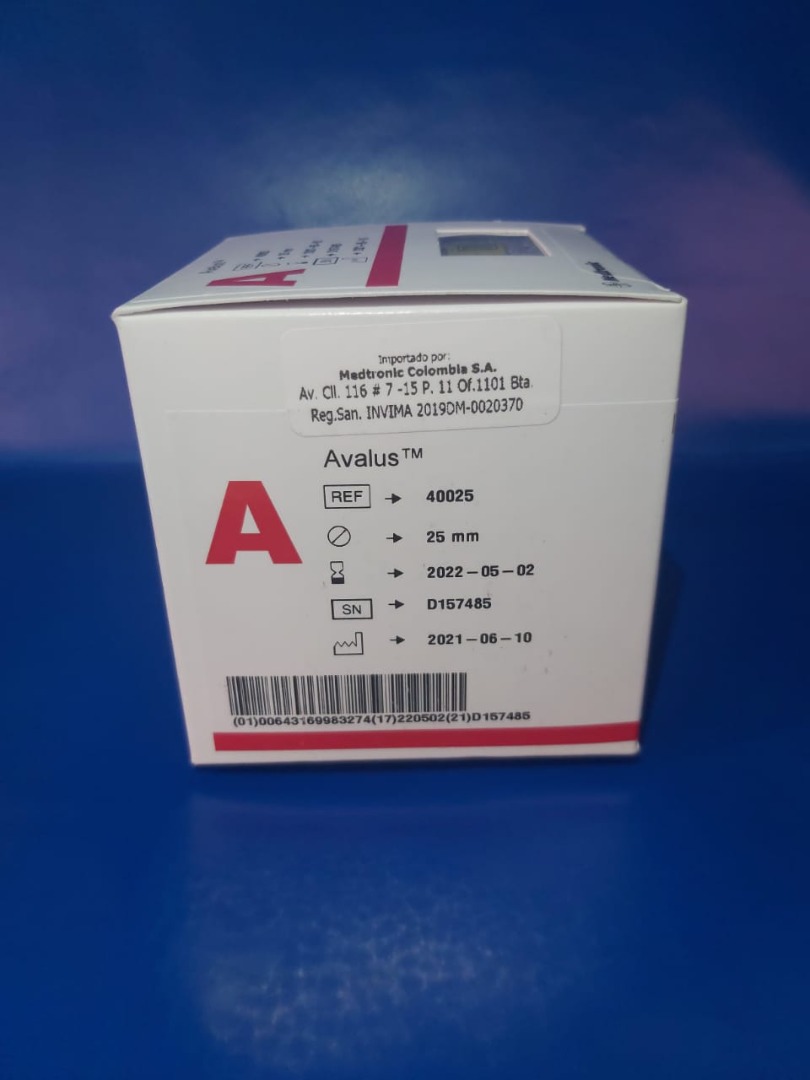 Importado por:
Medtronic Colombia S.A.
Av. Cll. 116 # 7 -15 P. 11 Of.1101 Bta.
Reg.San. INVIMA 2019DM-0020370
Avalus™
A
REF → 40025
→ 25 mm
→ 2022-05-02
SN → D157485
→ 2021-06-10
(01)00643169983274(17)220502(21)D157485
A